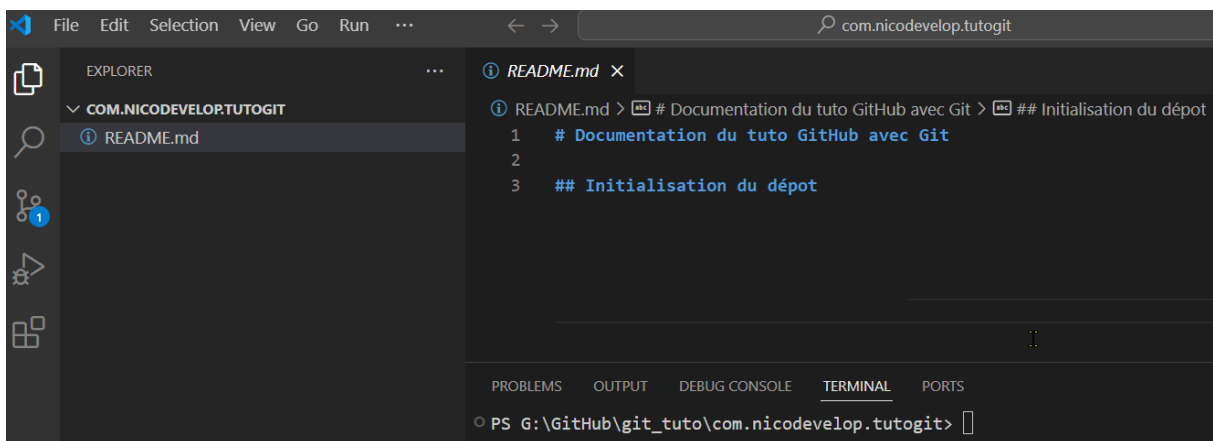 File Edit Selection View Go Run ··· ← → com.nicodevelop.tutogit
EXPLORER ···
COM.NICODEVELOP.TUTOGIT
README.md
1
README.md ×
README.md > # Documentation du tuto GitHub avec Git > ## Initialisation du dépot
1 # Documentation du tuto GitHub avec Git
2
3 ## Initialisation du dépot
PROBLEMS OUTPUT DEBUG CONSOLE TERMINAL PORTS
PS G:\GitHub\git_tuto\com.nicodevelop.tutogit>